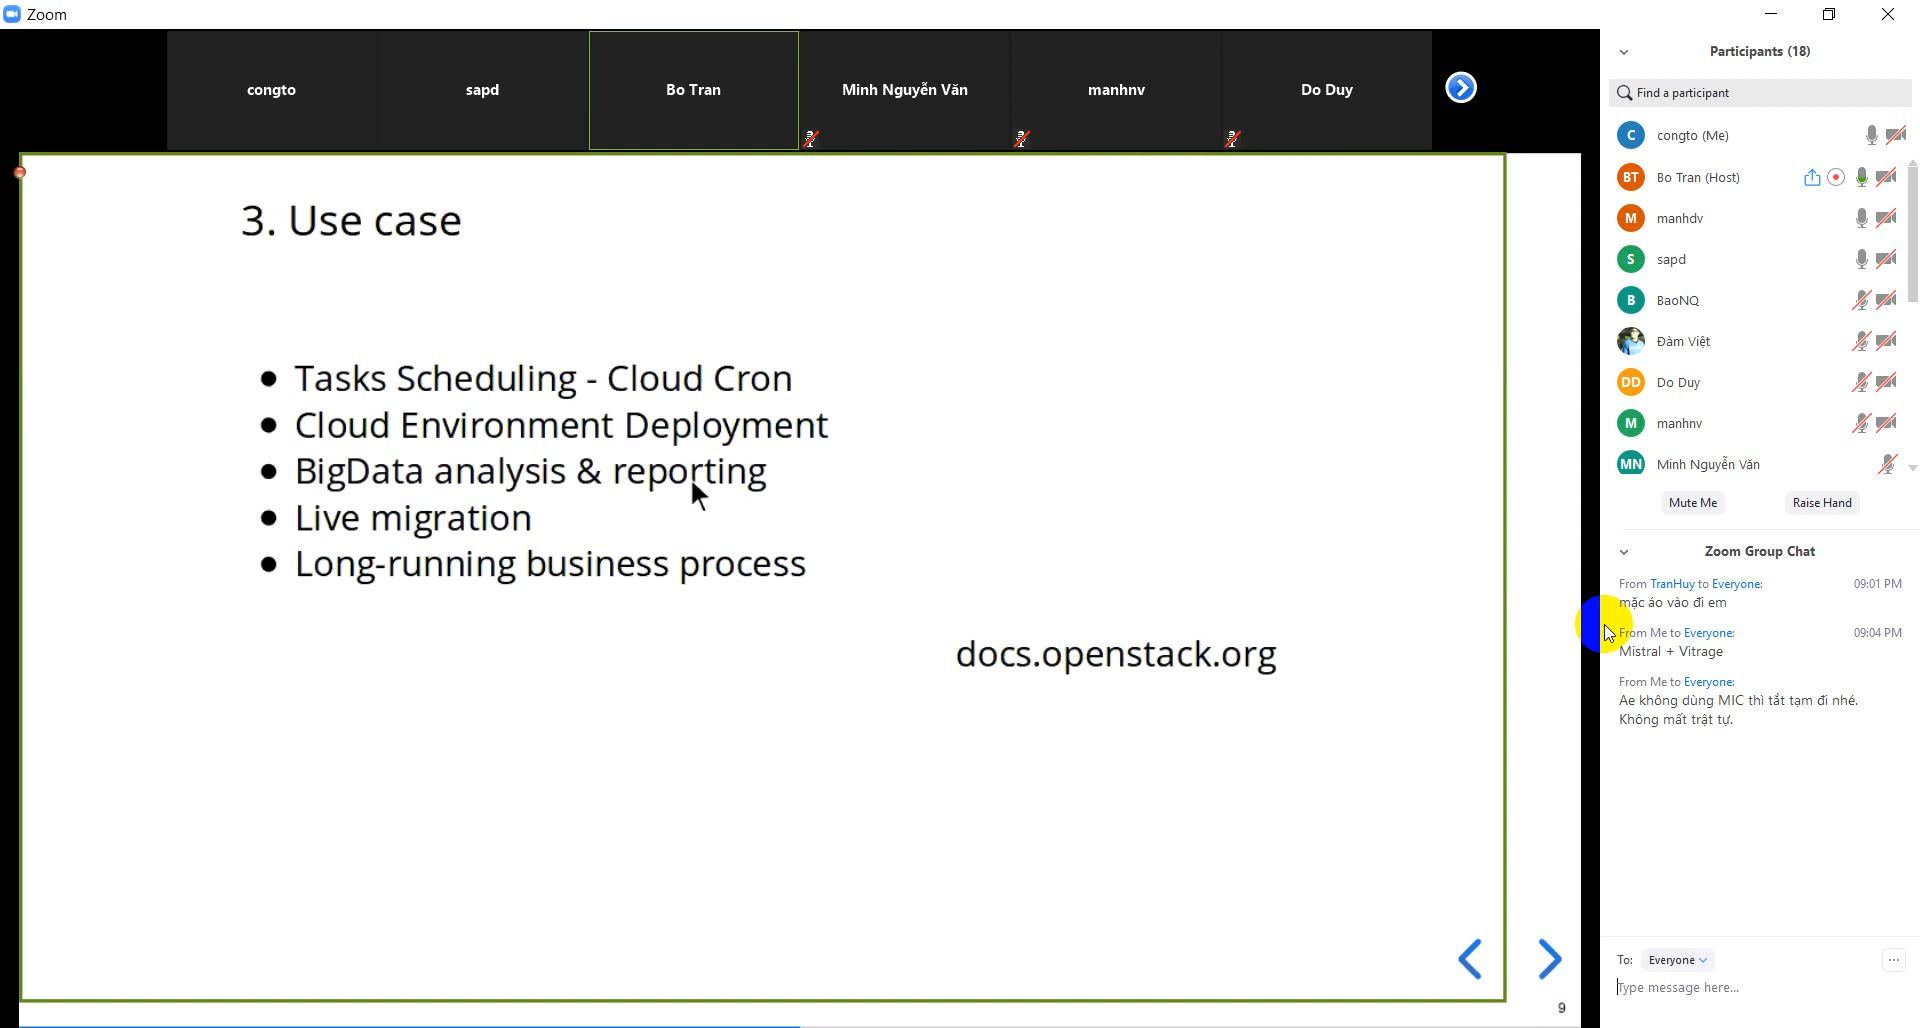 Zoom
congto
sapd
Bo Tran
Minh Nguyễn Văn
manhnv
Do Duy
3. Use case
Tasks Scheduling - Cloud Cron
Cloud Environment Deployment
BigData analysis & reporting
Live migration
Long-running business process
docs.openstack.org
9
Participants (18)
Find a participant
C congto (Me)
BT Bo Tran (Host)
M manhdv
S sapd
B BaoNQ
Đàm Việt
DD Do Duy
M manhnv
MN Minh Nguyễn Văn
Mute Me Raise Hand
Zoom Group Chat
From TranHuy to Everyone: 09:01 PM
mặc áo vào đi em
From Me to Everyone: 09:04 PM
Mistral + Vitrage
From Me to Everyone:
Ae không dùng MIC thì tắt tạm đi nhé.
Không mất trật tự.
To: Everyone
Type message here...